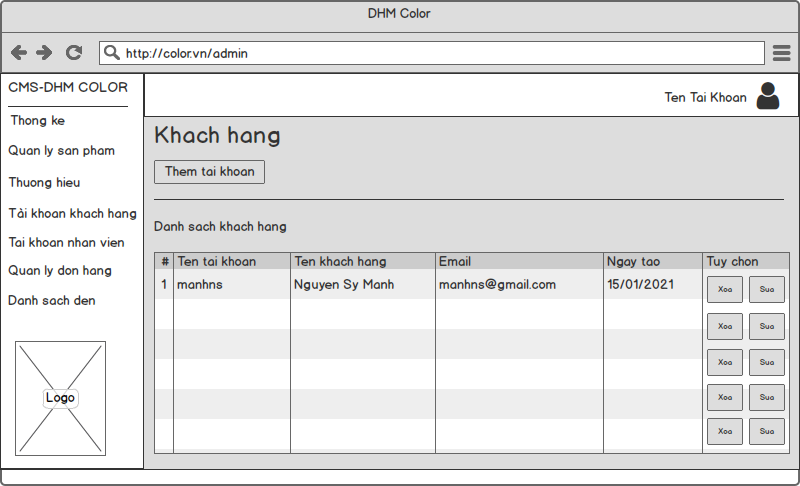 DHM Color
http://color.vn/admin
CMS-DHM COLOR
Thong ke
Quan ly san pham
Thuong hieu
Tài khoan khach hang
Tai khoan nhan vien
Quan ly don hang
Danh sach den
Logo
Ten Tai Khoan
Khach hang
Them tai khoan
Danh sach khach hang
# Ten tai khoan Ten khach hang Email Ngay tao Tuy chon
1 manhns Nguyen Sy Manh manhns@gmail.com 15/01/2021 Xoa Sua
Xoa Sua
Xoa Sua
Xoa Sua
Xoa Sua